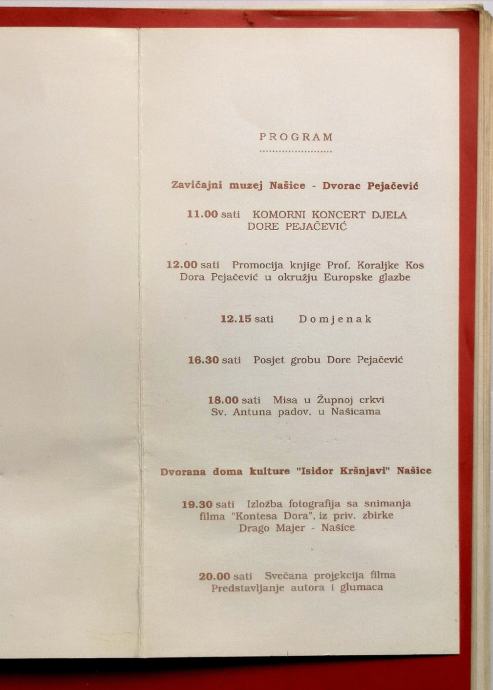 PROGRAM
Zavičajni muzej Našice - Dvorac Pejačević
11.00 sati KOMORNI KONCERT DJELA
DORE PEJAČEVIĆ
12.00 sati Promocija knjige Prof. Koraljke Kos
Dora Pejačević u okružju Europske glazbe
12.15 sati Domjenak
16.30 sati Posjet grobu Dore Pejačević
18.00 sati Misa u Župnoj crkvi
Sv. Antuna padov. u Našicama
Dvorana doma kulture "Isidor Kršnjavi" Našice
19.30 sati Izložba fotografija sa snimanja
filma "Kontesa Dora", iz priv. zbirke
Drago Majer - Našice
20.00 sati Svečana projekcija filma
Predstavljanje autora i glumaca